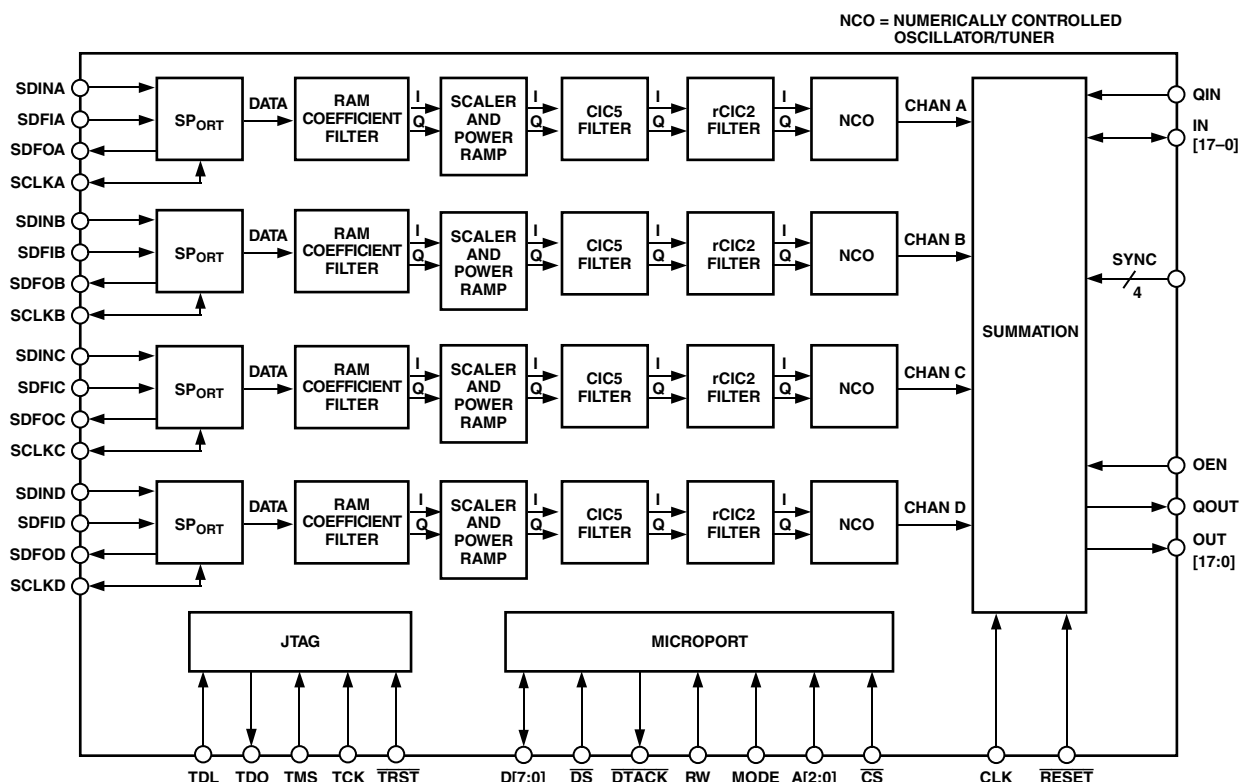 NCO = NUMERICALLY CONTROLLED
OSCILLATOR/TUNER
SDINA
SDFIA
SDFOA
SCLKA
SPORT
DATA
RAM
COEFFICIENT
FILTER
I
Q
SCALER
AND
POWER
RAMP
I
Q
CIC5
FILTER
I
Q
rCIC2
FILTER
I
Q
NCO
CHAN A
SDINB
SDFIB
SDFOB
SCLKB
SPORT
DATA
RAM
COEFFICIENT
FILTER
I
Q
SCALER
AND
POWER
RAMP
I
Q
CIC5
FILTER
I
Q
rCIC2
FILTER
I
Q
NCO
CHAN B
SDINC
SDFIC
SDFOC
SCLKC
SPORT
DATA
RAM
COEFFICIENT
FILTER
I
Q
SCALER
AND
POWER
RAMP
I
Q
CIC5
FILTER
I
Q
rCIC2
FILTER
I
Q
NCO
CHAN C
SDIND
SDFID
SDFOD
SCLKD
SPORT
DATA
RAM
COEFFICIENT
FILTER
I
Q
SCALER
AND
POWER
RAMP
I
Q
CIC5
FILTER
I
Q
rCIC2
FILTER
I
Q
NCO
CHAN D
SUMMATION
QIN
IN
[17–0]
SYNC
4
OEN
QOUT
OUT
[17:0]
JTAG
MICROPORT
TDL
TDO
TMS
TCK
TRST
D[7:0]
DS
DTACK
RW
MODE
A[2:0]
CS
CLK
RESET